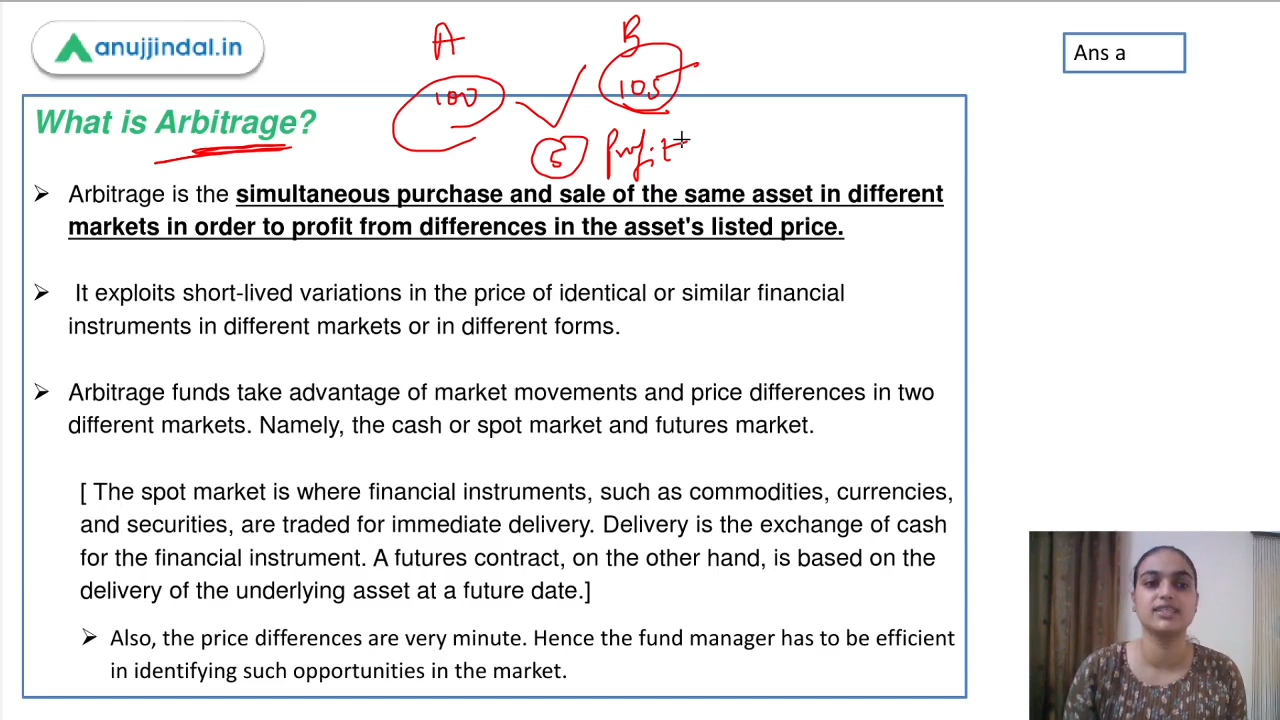 anujjindal.in
A
B
Ans a
100
105
What is Arbitrage?
5 Profit
➤ Arbitrage is the simultaneous purchase and sale of the same asset in different
markets in order to profit from differences in the asset's listed price.
➤ It exploits short-lived variations in the price of identical or similar financial
instruments in different markets or in different forms.
➤ Arbitrage funds take advantage of market movements and price differences in two
different markets. Namely, the cash or spot market and futures market.
[ The spot market is where financial instruments, such as commodities, currencies,
and securities, are traded for immediate delivery. Delivery is the exchange of cash
for the financial instrument. A futures contract, on the other hand, is based on the
delivery of the underlying asset at a future date.]
➤ Also, the price differences are very minute. Hence the fund manager has to be efficient
in identifying such opportunities in the market.